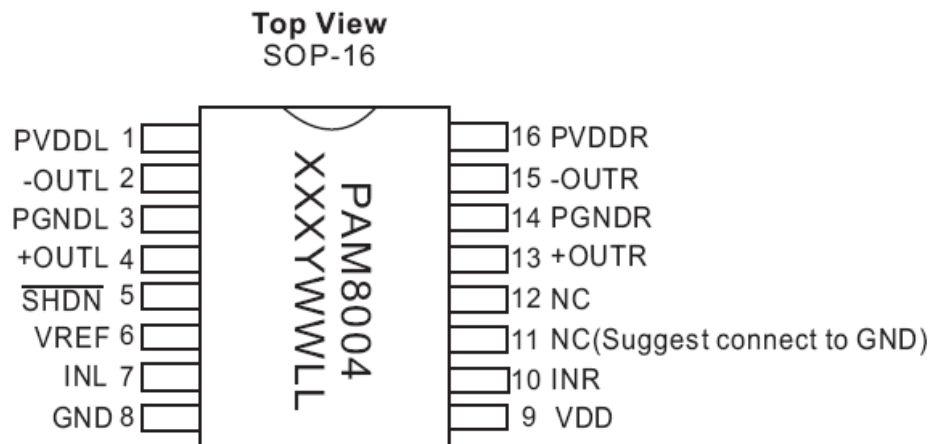 Top View
SOP-16
PVDDL 1
16 PVDDR
-OUTL 2
15 -OUTR
PGNDL 3
14 PGNDR
+OUTL 4
13 +OUTR
SHDN 5
12 NC
VREF 6
11 NC(Suggest connect to GND)
INL 7
10 INR
GND 8
9 VDD
PAM8004
XXXYWWLL